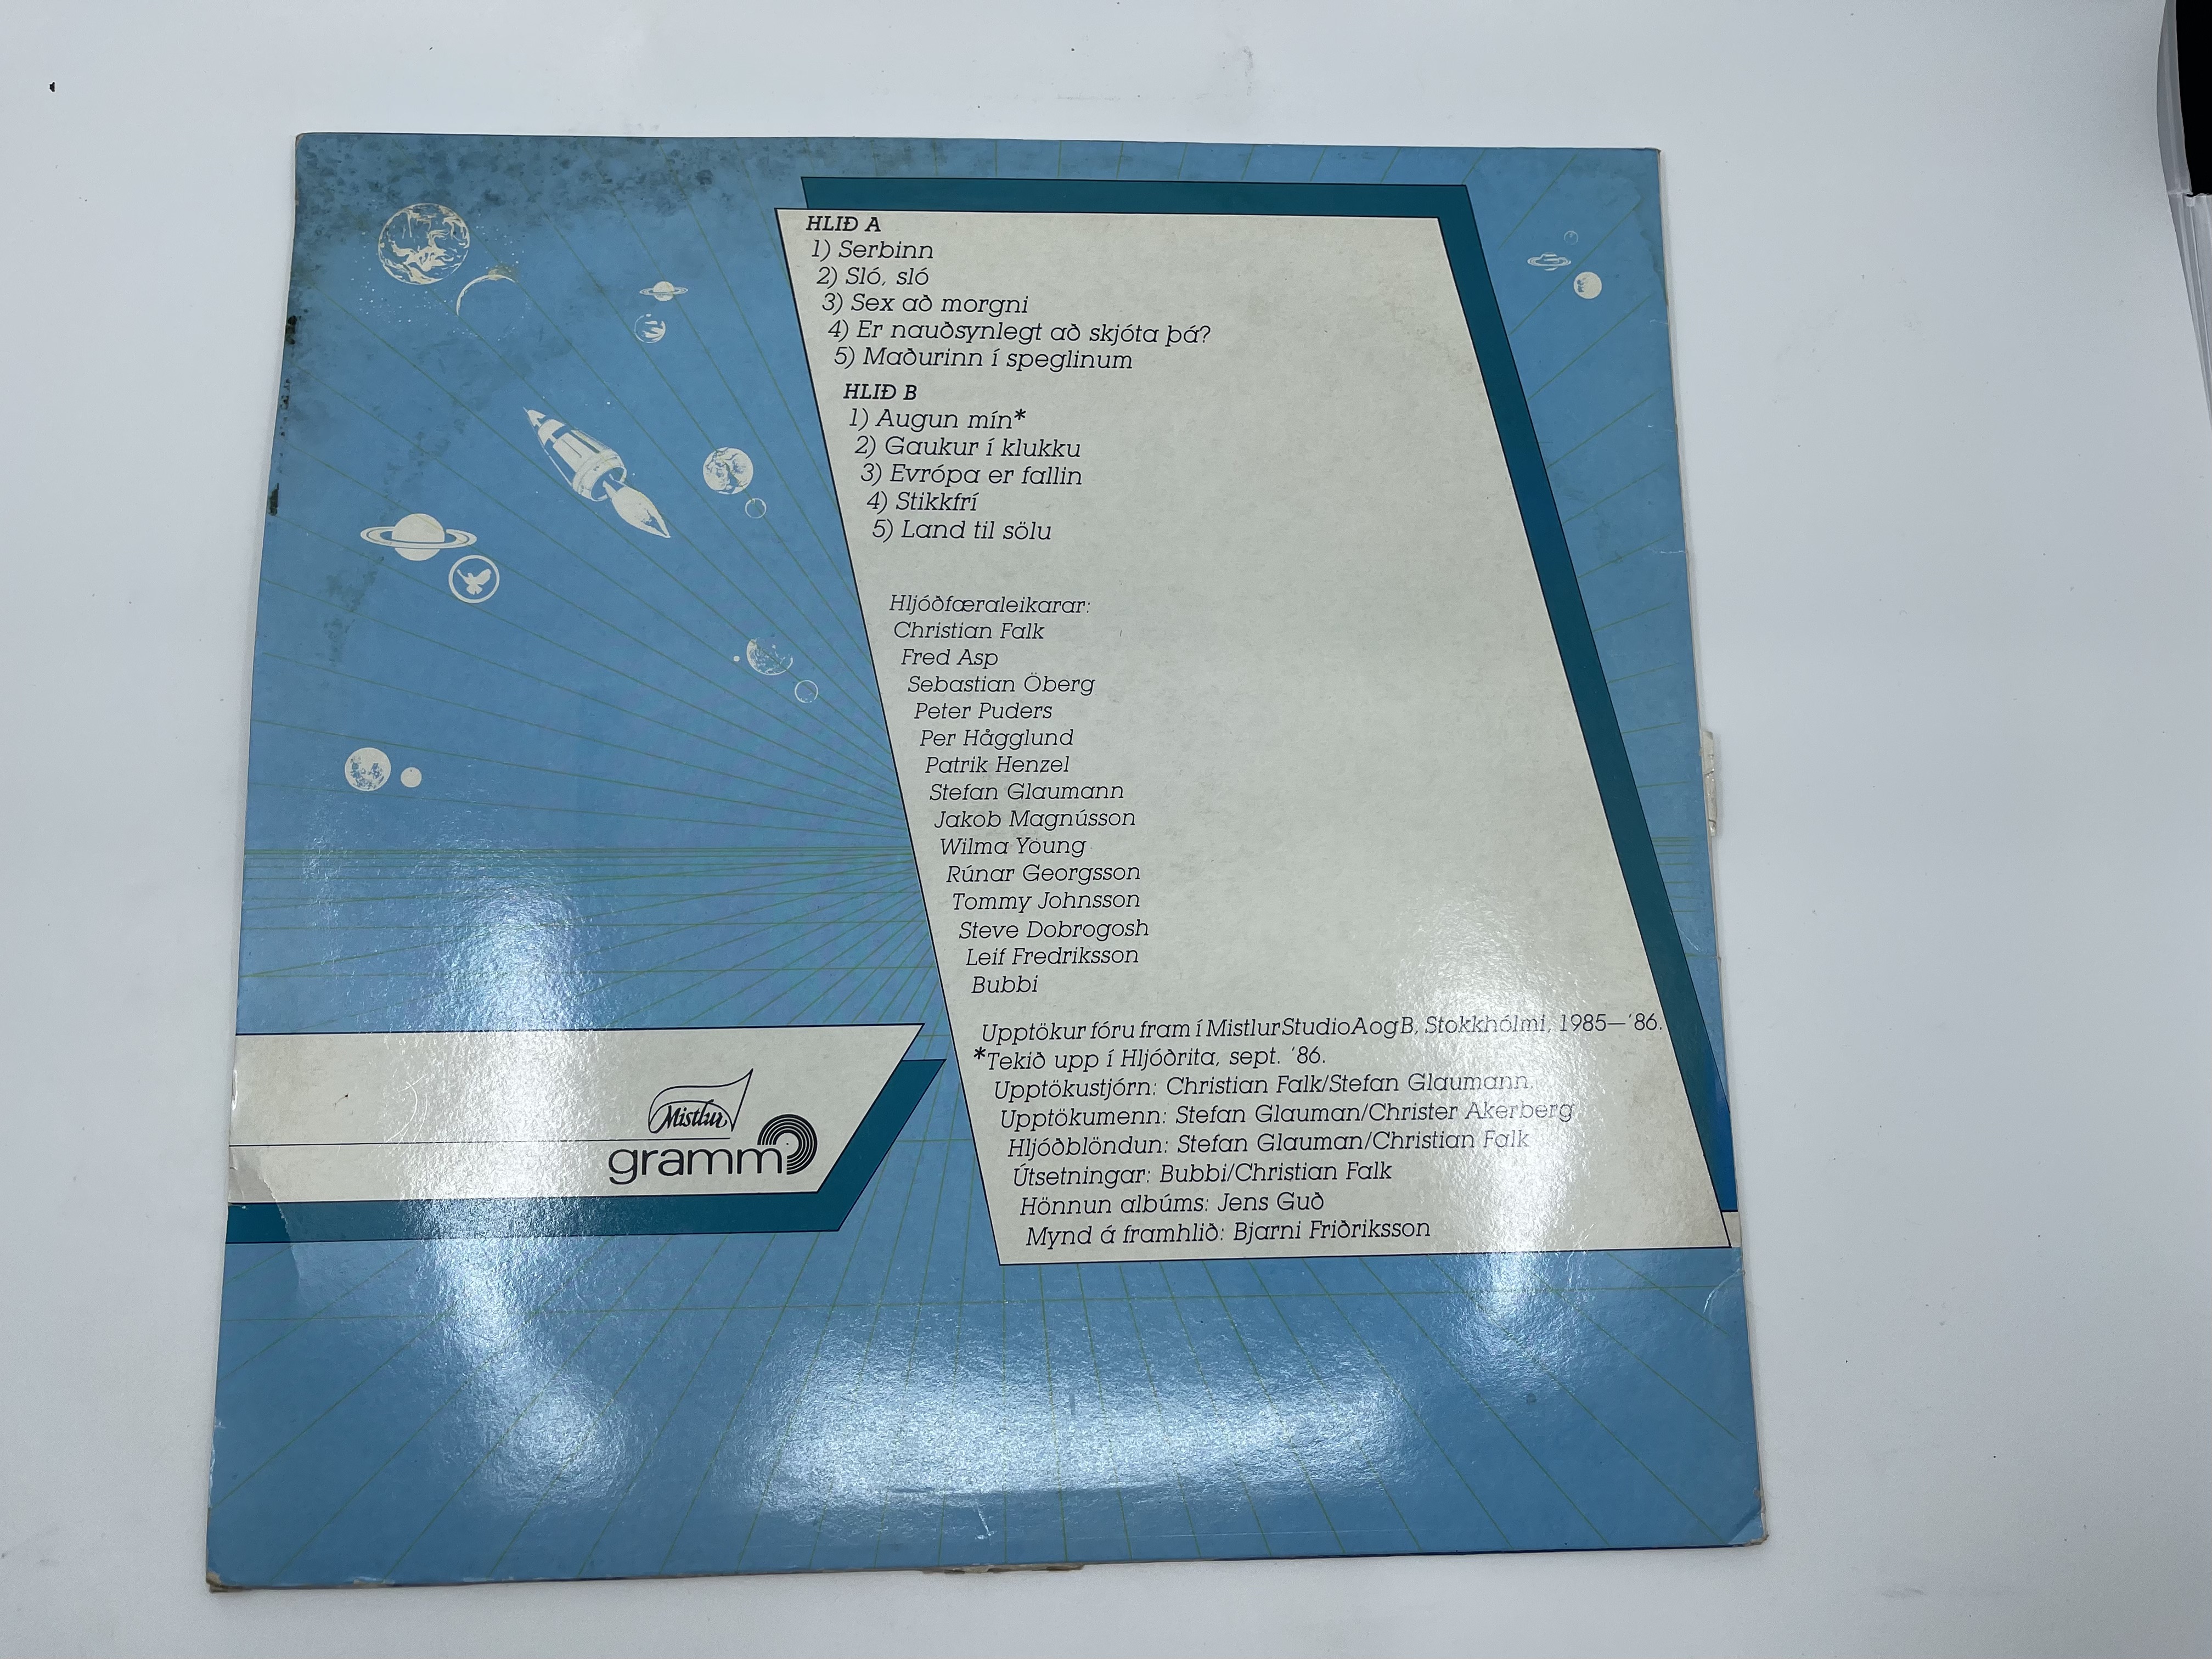 HLIÐ A
1) Serbinn
2) Sló, sló
3) Sex að morgni
4) Er nauðsynlegt að skjóta þá?
5) Maðurinn í speglinum
HLIÐ B
1) Augun mín*
2) Gaukur í klukku
3) Evrópa er fallin
4) Stikkfrí
5) Land til sölu
Hljóðfæraleikarar:
Christian Falk
Fred Asp
Sebastian Öberg
Peter Puders
Per Hågglund
Patrik Henzel
Stefan Glaumann
Jakob Magnússon
Wilma Young
Rúnar Georgsson
Tommy Johnsson
Steve Dobrogosh
Leif Fredriksson
Bubbi
Upptökur fóru fram í Mistlur Studio A og B, Stokkhólmi, 1985—'86.
*Tekið upp í Hljóðrita, sept. '86.
Upptökustjórn: Christian Falk/Stefan Glaumann.
Upptökumenn: Stefan Glauman/Christer Akerberg
Hljóðblöndun: Stefan Glauman/Christian Falk
Útsetningar: Bubbi/Christian Falk
Hönnun albúms: Jens Guð
Mynd á framhlið: Bjarni Friðriksson
Mistlur
gramm